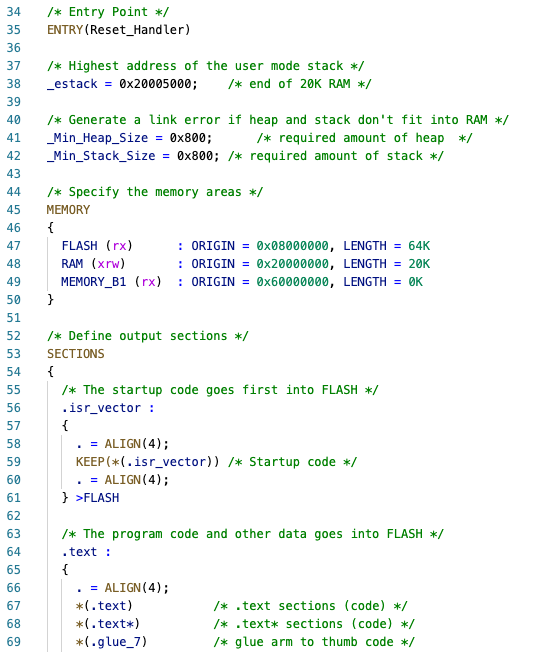 34 /* Entry Point */
35 ENTRY(Reset_Handler)
36
37 /* Highest address of the user mode stack */
38 _estack = 0x20005000;    /* end of 20K RAM */
39
40 /* Generate a link error if heap and stack don't fit into RAM */
41 _Min_Heap_Size = 0x800;      /* required amount of heap  */
42 _Min_Stack_Size = 0x800; /* required amount of stack */
43
44 /* Specify the memory areas */
45 MEMORY
46 {
47   FLASH (rx)      : ORIGIN = 0x08000000, LENGTH = 64K
48   RAM (xrw)       : ORIGIN = 0x20000000, LENGTH = 20K
49   MEMORY_B1 (rx)  : ORIGIN = 0x60000000, LENGTH = 0K
50 }
51
52 /* Define output sections */
53 SECTIONS
54 {
55   /* The startup code goes first into FLASH */
56   .isr_vector :
57   {
58     . = ALIGN(4);
59     KEEP(*(.isr_vector)) /* Startup code */
60     . = ALIGN(4);
61   } >FLASH
62
63   /* The program code and other data goes into FLASH */
64   .text :
65   {
66     . = ALIGN(4);
67     *(.text)           /* .text sections (code) */
68     *(.text*)          /* .text* sections (code) */
69     *(.glue_7)         /* glue arm to thumb code */